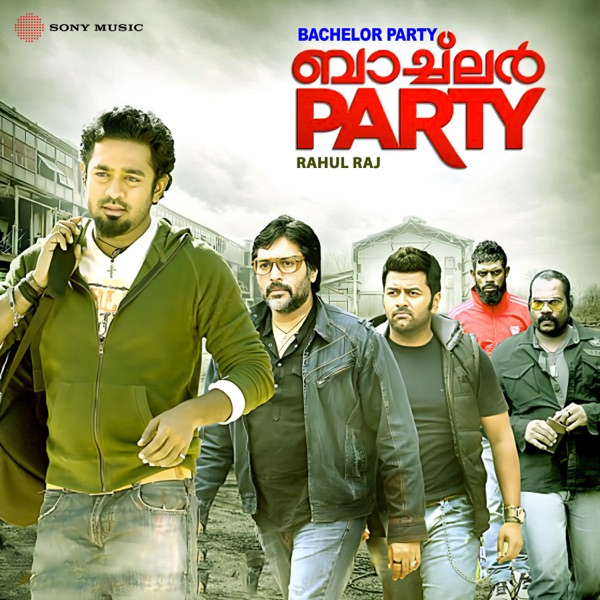 SONY MUSIC
BACHELOR PARTY
ബാച്ച്ലർ
PARTY
RAHUL RAJ